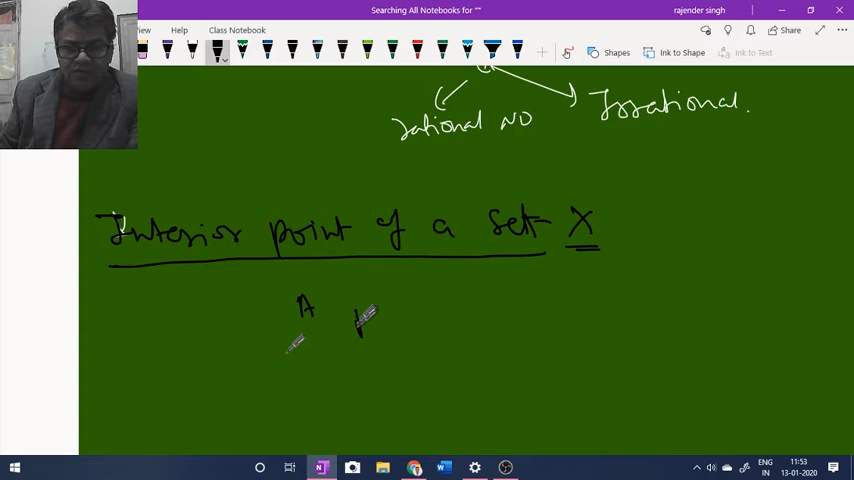 Searching All Notebooks for ""
rajender singh
View Help Class Notebook
Share
Shapes
Ink to Shape
Ink to Text
rational NO
Irrational.
Interior point of a set X
A
ENG
IN
11:53
13-01-2020